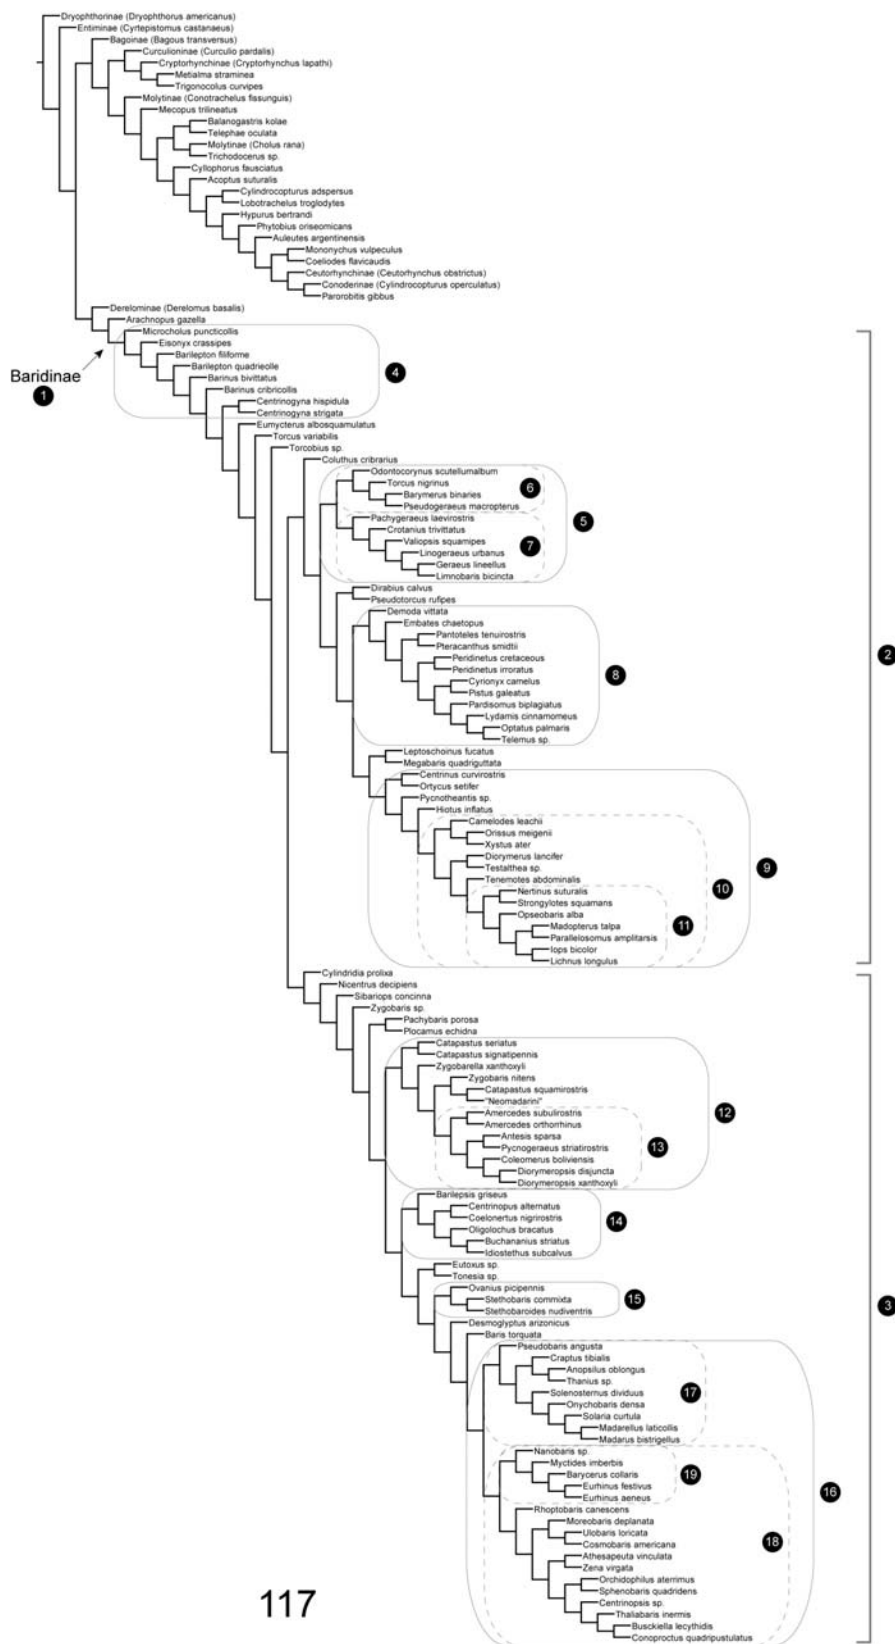 Dryophthorinae (Dryophthorus americanus)
Entiminae (Cyrtepistomus castanaeus)
Bagoinae (Bagous transversus)
Curculioninae (Curculio pardalis)
Cryptorhynchinae (Cryptorhynchus lapathi)
Metialma straminea
Trigonocolus curvipes
Molytinae (Conotrachelus fissunguis)
Mecopus trilineatus
Balanogastris kolae
Telephae oculata
Molytinae (Cholus rana)
Trichodocerus sp.
Cyllophorus fausciatus
Acoptus suturalis
Cylindrocopturus adspersus
Lobotrachelus troglodytes
Hypurus bertrandi
Phytobius oriseomicans
Auleutes argentinensis
Mononychus vulpeculus
Coeliodes flavicaudis
Ceutorhynchinae (Ceutorhynchus obstrictus)
Conoderinae (Cylindrocopturus operculatus)
Parorobitis gibbus
Derelominae (Derelomus basalis)
Arachnopus gazella
Microcholus puncticollis
Eisonyx crassipes
Barilepton filiforme
Barilepton quadrieolle
Baridinae
Barinus bivittatus
4
1
Barinus cribricollis
Centrinogyna hispidula
Centrinogyna strigata
Eumycterus albosquamulatus
Torcus variabilis
Torcobius sp.
Coluthus cribrarius
Odontocorynus scutellumalbum
Torcus nigrinus
6
Barymerus binaries
Pseudogeraeus macropterus
Pachygeraeus laevirostris
5
Crotanius trivittatus
Valiopsis squamipes
7
Linogeraeus urbanus
Geraeus lineellus
Limnobaris bicincta
Dirabius calvus
Pseudotorcus rufipes
Demoda vittata
Embates chaetopus
Pantoteles tenuirostris
Pteracanthus smidtii
Peridinetus cretaceous
2
Peridinetus irroratus
8
Cyrionyx camelus
Pistus galeatus
Pardisomus biplagiatus
Lydamis cinnamomeus
Optatus palmaris
Telemus sp.
Leptoschoinus fucatus
Megabaris quadriguttata
Centrinus curvirostris
Ortycus setifer
Pycnotheantis sp.
Hiotus inflatus
Camelodes leachii
Orissus meigenii
Xystus ater
Diorymerus lancifer
9
Testalthea sp.
Tenemotes abdominalis
10
Nertinus suturalis
Strongylotes squamans
Opseobaris alba
Madopterus talpa
11
Paralleiosomus amplitarsis
Iops bicolor
Lichnus longulus
Cylindridia prolixa
Nicentrus decipiens
Sibariops concinna
Zygobaris sp.
Pachybaris porosa
Plocamus echidna
Catapastus seriatus
Catapastus signatipennis
Zygobarella xanthoxyli
Zygobaris nitens
Catapastus squamirostris
"Neomadarini"
Amercedes subulirostris
12
Amercedes orthorrhinus
Antesis sparsa
Pycnogeraeus striatirostris
13
Coleomerus boliviensis
Diorymeropsis disjuncta
Diorymeropsis xanthoxyli
Barilepsis griseus
Centrinopus alternatus
Coelonertus nigrirostris
14
Oligolochus bracatus
Buchananius striatus
Idiostethus subcalvus
Eutoxus sp.
Tonesia sp.
Ovanius picipennis
Stethobaris commixta
15
Stethobaroides nudiventris
3
Desmoglyptus arizonicus
Baris torquata
Pseudobaris angusta
Craptus tibialis
Anopsilus oblongus
Thanius sp.
Solenosternus dividuus
17
Onychobaris densa
Solaria curtula
Madarellus laticollis
Madarus bistrigellus
Nanobaris sp.
Myctides imberbis
Barycerus collaris
19
Eurhinus festivus
16
Eurhinus aeneus
Rhoptobaris canescens
Moreobaris deplanata
Ulobaris loricata
18
Cosmobaris americana
Athesapeuta vinculata
Zena virgata
Orchidophilus aterrimus
Sphenobaris quadridens
Centrinopsis sp.
117
Thaliabaris inermis
Busckiella lecythidis
Conoproctus quadripustulatus